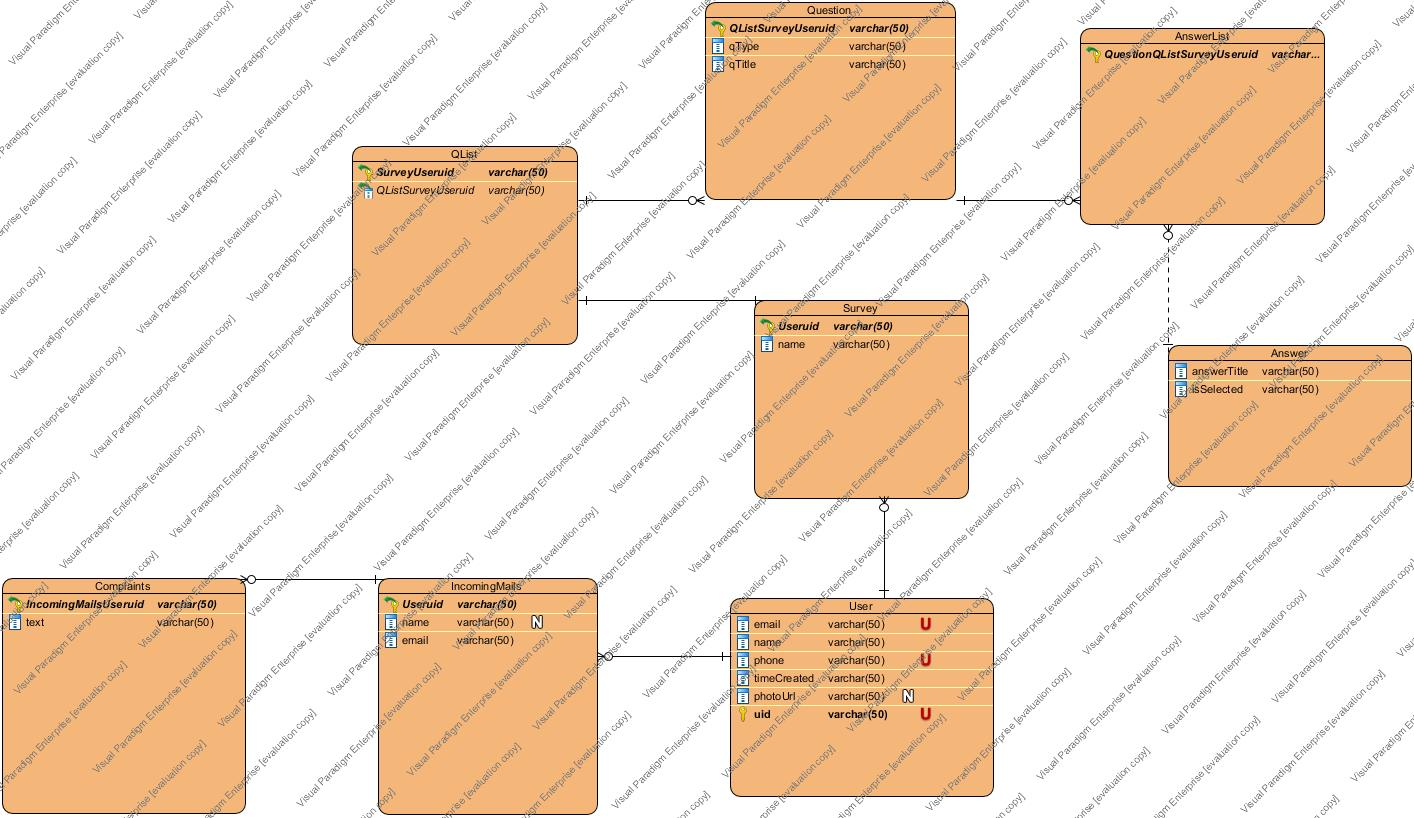 Question
QListSurveyUseruid varchar(50)
qType varchar(50)
qTitle varchar(50)
AnswerList
QuestionQListSurveyUseruid varchar...
QList
SurveyUseruid varchar(50)
QListSurveyUseruid varchar(50)
Survey
Useruid varchar(50)
name varchar(50)
Answer
answerTitle varchar(50)
isSelected varchar(50)
Complaints
IncomingMailsUseruid varchar(50)
text varchar(50)
IncomingMails
Useruid varchar(50)
name varchar(50) N
email varchar(50)
User
email varchar(50) U
name varchar(50)
phone varchar(50) U
timeCreated varchar(50)
photoUrl varchar(50) N
uid varchar(50) U
Visual Paradigm Enterprise [evaluation copy]